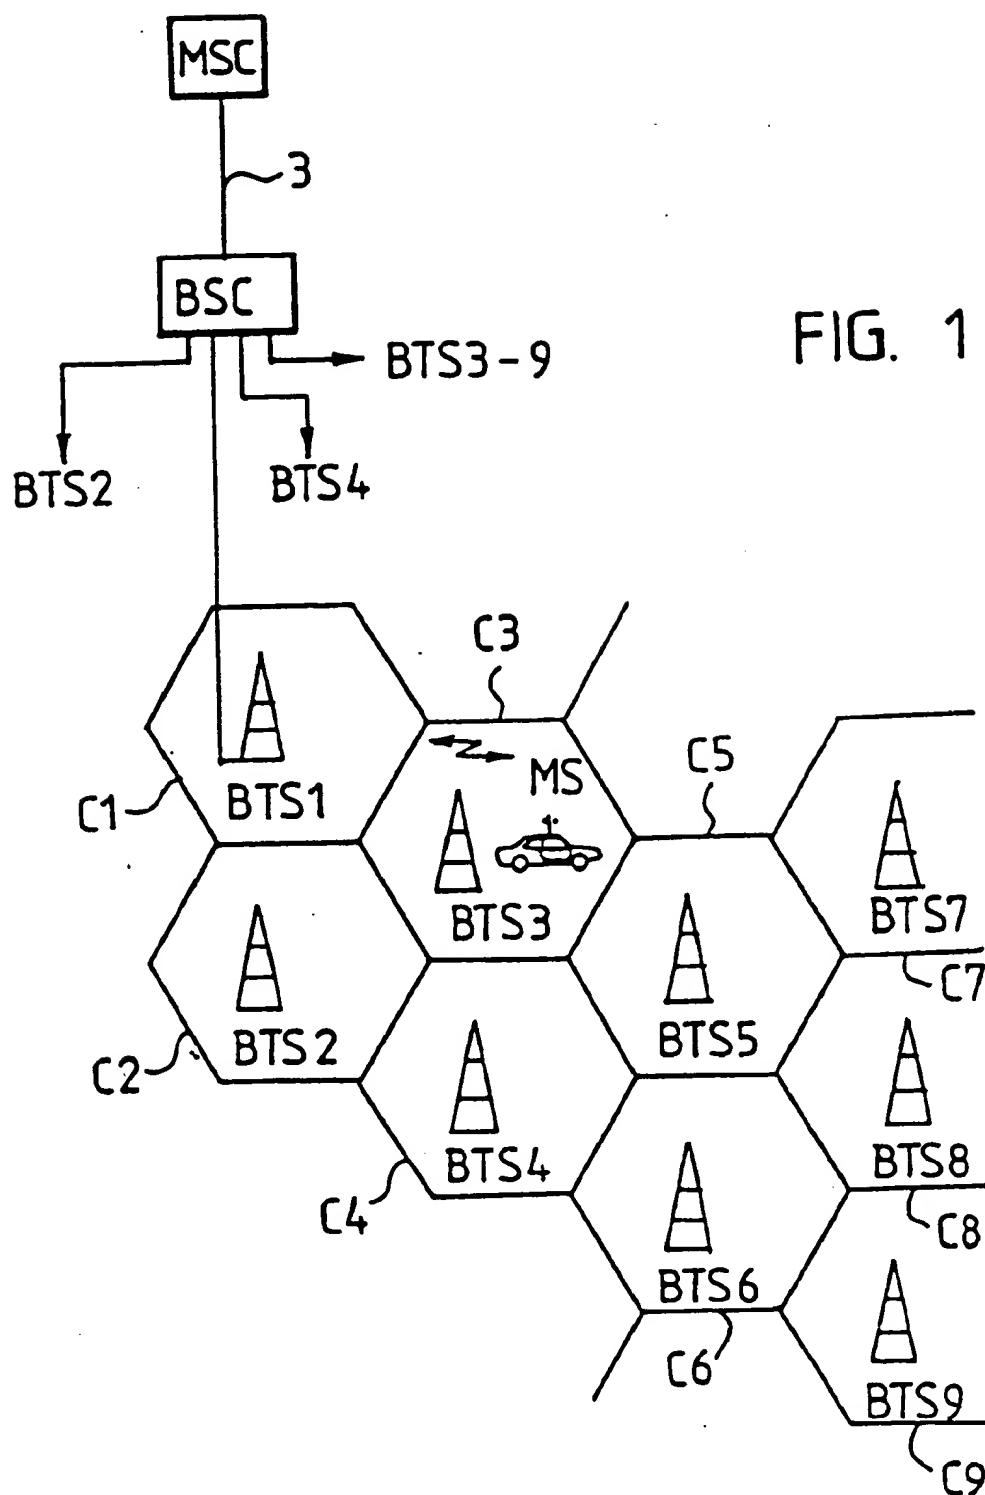 MSC
3
BSC
FIG. 1
BTS3-9
BTS2
BTS4
C3
C5
MS
C1
BTS1
BTS7
BTS3
C7
BTS2
BTS5
C2
BTS4
BTS8
C4
C8
BTS6
C6
BTS9
C9